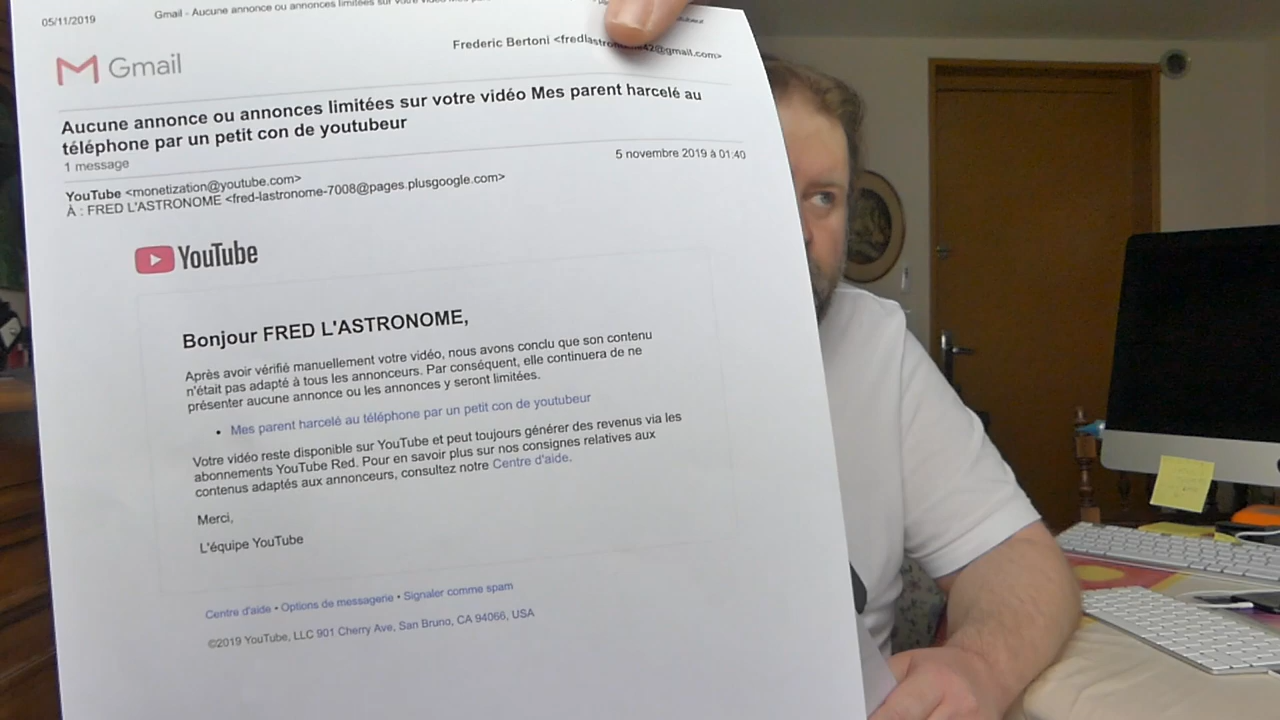 05/11/2019
Gmail - Aucune annonce ou annonces limitées sur votre vidéo Mes
Frederic Bertoni <fredlastro 42@gmail.com>
Gmail
Aucune annonce ou annonces limitées sur votre vidéo Mes parent harcelé au
téléphone par un petit con de youtubeur
1 message
5 novembre 2019 à 01:40
YouTube <monetization@youtube.com>
À : FRED L'ASTRONOME <fred-lastronome-7008@pages.plusgoogle.com>
YouTube
Bonjour FRED L'ASTRONOME,
Après avoir vérifié manuellement votre vidéo, nous avons conclu que son contenu
n'était pas adapté à tous les annonceurs. Par conséquent, elle continuera de ne
présenter aucune annonce ou les annonces y seront limitées.
• Mes parent harcelé au téléphone par un petit con de youtubeur
Votre vidéo reste disponible sur YouTube et peut toujours générer des revenus via les
abonnements YouTube Red. Pour en savoir plus sur nos consignes relatives aux
contenus adaptés aux annonceurs, consultez notre Centre d'aide.
Merci,
L'équipe YouTube
Centre d'aide • Options de messagerie • Signaler comme spam
©2019 YouTube, LLC 901 Cherry Ave, San Bruno, CA 94066, USA